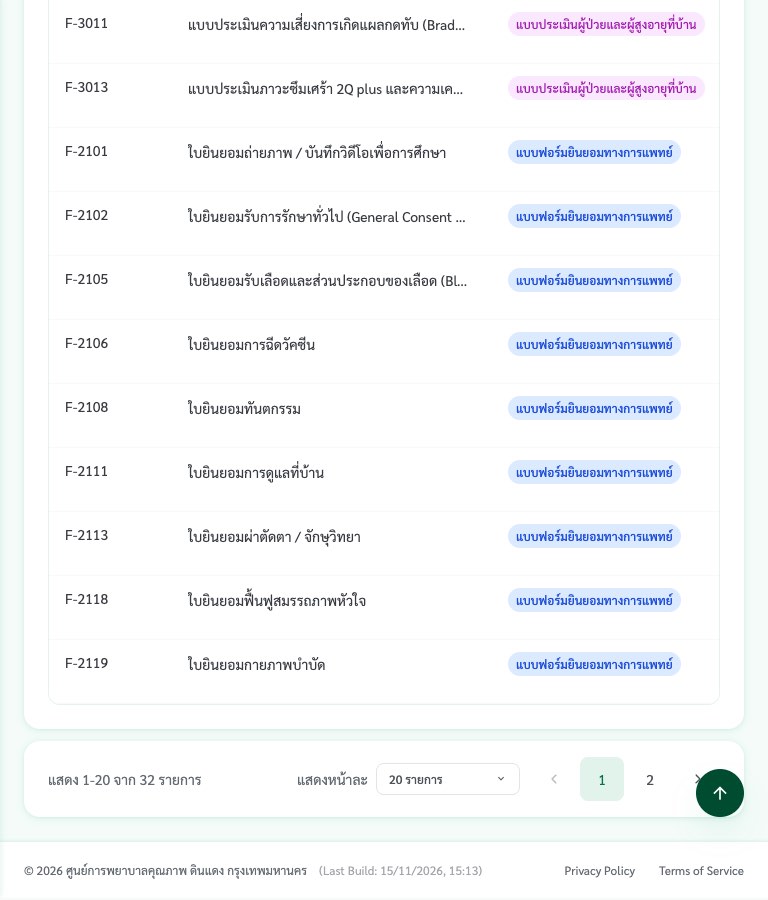 F-3011 แบบประเมินความเสี่ยงการเกิดแผลกดทับ (Brad... แบบประเมินผู้ป่วยและผู้สูงอายุที่บ้าน
F-3013 แบบประเมินภาวะซึมเศร้า 2Q plus และความเค... แบบประเมินผู้ป่วยและผู้สูงอายุที่บ้าน
F-2101 ใบยินยอมถ่ายภาพ / บันทึกวิดีโอเพื่อการศึกษา แบบฟอร์มยินยอมทางการแพทย์
F-2102 ใบยินยอมรับการรักษาทั่วไป (General Consent ... แบบฟอร์มยินยอมทางการแพทย์
F-2105 ใบยินยอมรับเลือดและส่วนประกอบของเลือด (Bl... แบบฟอร์มยินยอมทางการแพทย์
F-2106 ใบยินยอมการฉีดวัคซีน แบบฟอร์มยินยอมทางการแพทย์
F-2108 ใบยินยอมทันตกรรม แบบฟอร์มยินยอมทางการแพทย์
F-2111 ใบยินยอมการดูแลที่บ้าน แบบฟอร์มยินยอมทางการแพทย์
F-2113 ใบยินยอมผ่าตัดตา / จักษุวิทยา แบบฟอร์มยินยอมทางการแพทย์
F-2118 ใบยินยอมฟื้นฟูสมรรถภาพหัวใจ แบบฟอร์มยินยอมทางการแพทย์
F-2119 ใบยินยอมกายภาพบำบัด แบบฟอร์มยินยอมทางการแพทย์
แสดง 1-20 จาก 32 รายการ แสดงหน้าละ 20 รายการ 1 2
© 2026 ศูนย์การพยาบาลคุณภาพ ดินแดง กรุงเทพมหานคร (Last Build: 15/11/2026, 15:13) Privacy Policy Terms of Service